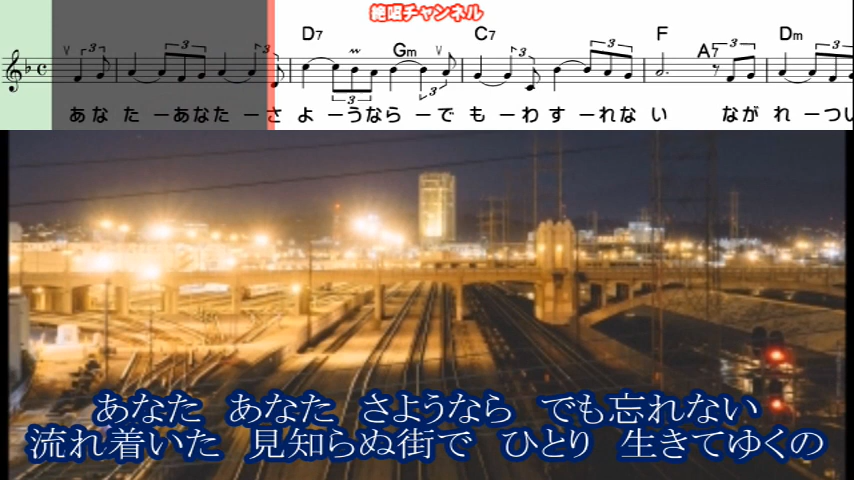 絶唱チャンネル
D7 Gm C7 F A7 Dm
あな た ーあなた ーさ よ ーうなら ーで も ーわ す ーれな い なが れ ーつい
あなた あなた さようなら でも忘れない
流れ着いた 見知らぬ街で ひとり 生きてゆくの